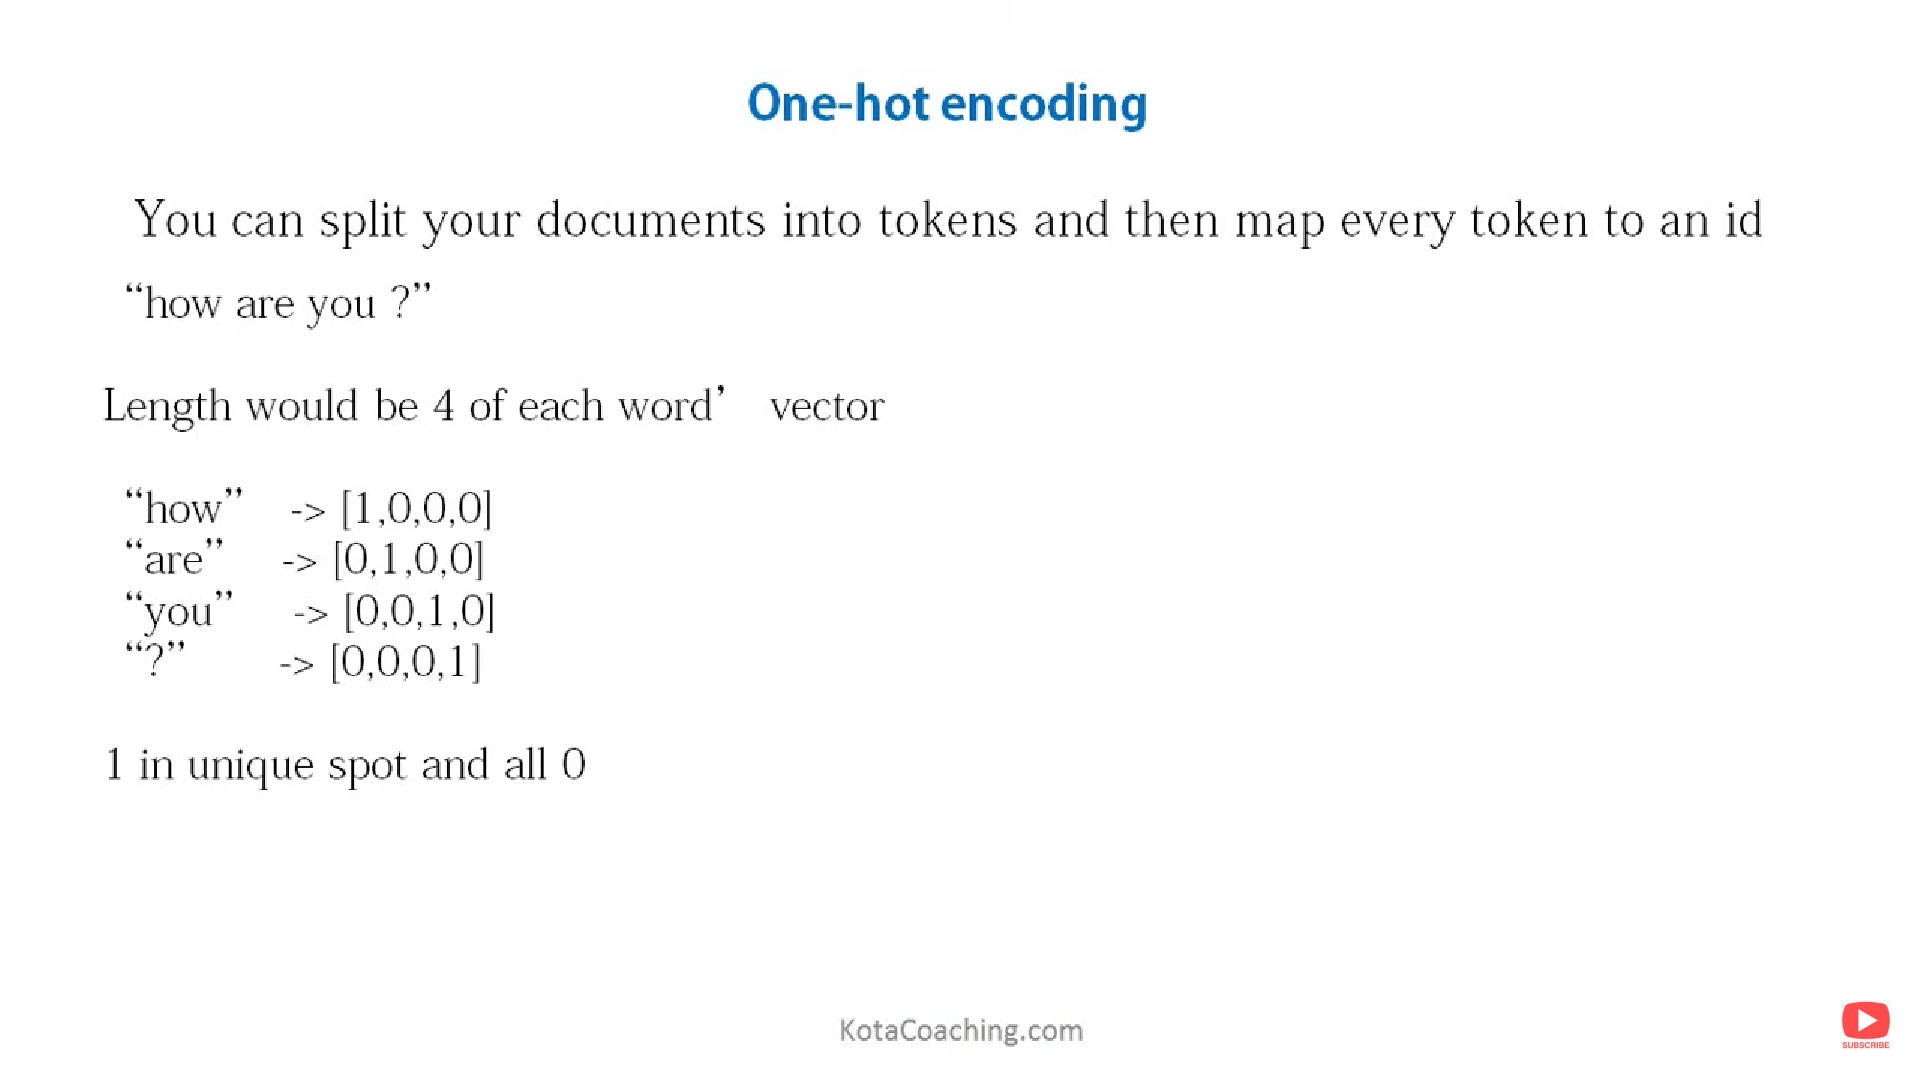 One-hot encoding
You can split your documents into tokens and then map every token to an id
“how are you ?”
Length would be 4 of each word’ vector
“how” -> [1,0,0,0]
“are” -> [0,1,0,0]
“you” -> [0,0,1,0]
“?” -> [0,0,0,1]
1 in unique spot and all 0
KotaCoaching.com
SUBSCRIBE